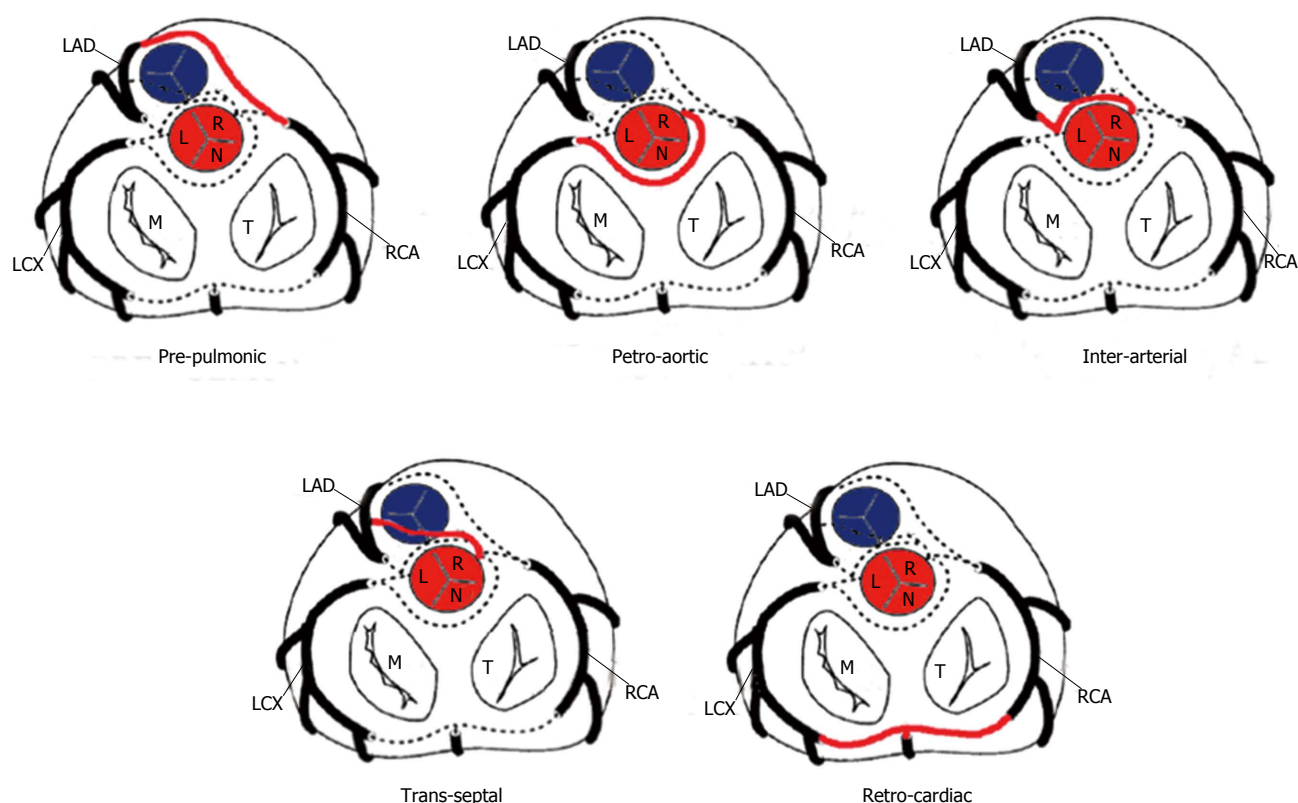 LAD
R
L
N
M
T
LCX
RCA
Pre-pulmonic
LAD
R
L
N
M
T
LCX
RCA
Petro-aortic
LAD
R
L
N
M
T
LCX
RCA
Inter-arterial
LAD
R
L
N
M
T
LCX
RCA
Trans-septal
LAD
R
L
N
M
T
LCX
RCA
Retro-cardiac